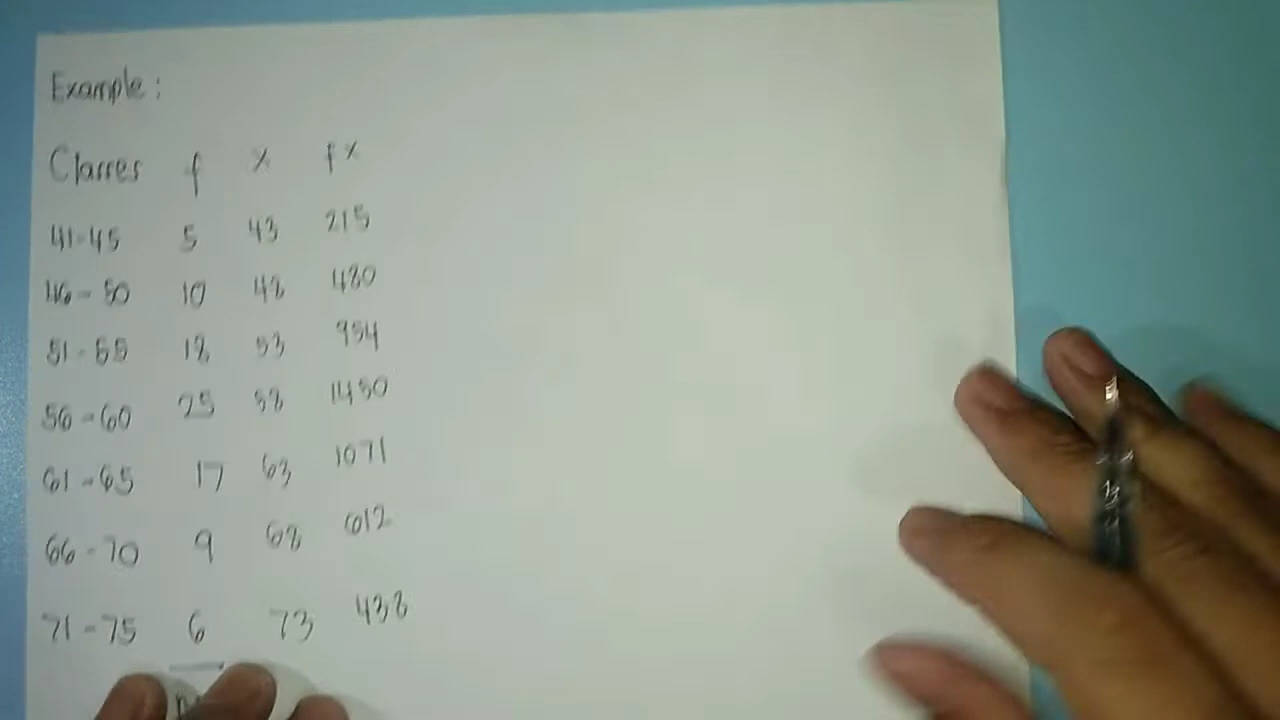 Example:
Classes f x fx
41-45 5 43 215
46-50 10 48 480
51-55 18 53 954
56-60 25 58 1450
61-65 17 63 1071
66-70 9 68 612
71-75 6 73 438